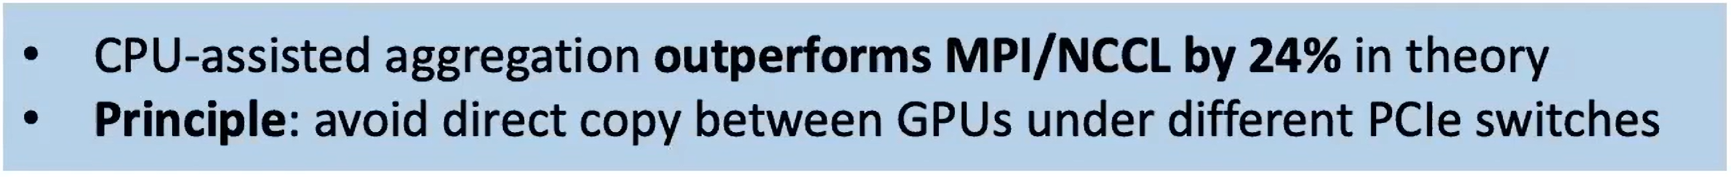 • CPU-assisted aggregation outperforms MPI/NCCL by 24% in theory
• Principle: avoid direct copy between GPUs under different PCIe switches